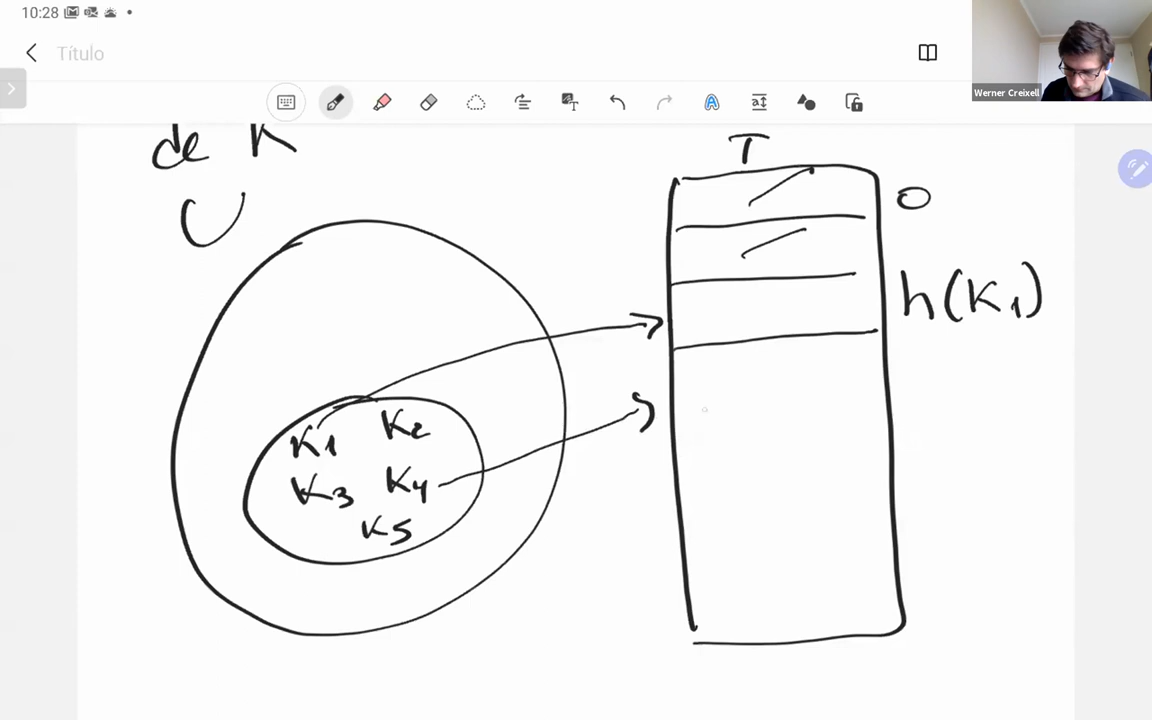 10:28
Título
Werner Creixell
de K
U
T
0
h(K1)
K1 K2
K3 K4
K5